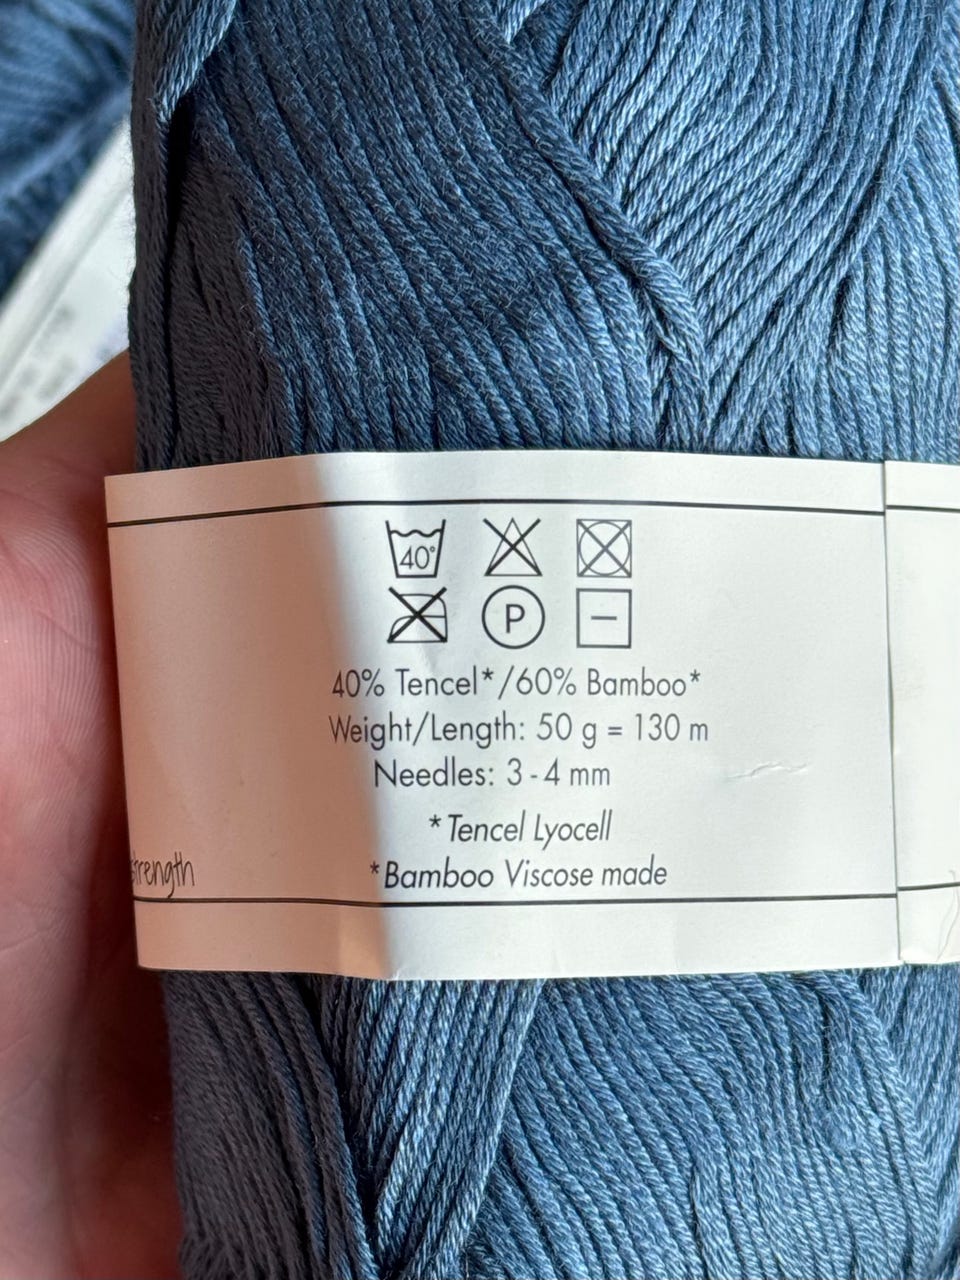 40°
P
40% Tencel*/60% Bamboo*
Weight/Length: 50 g = 130 m
Needles: 3 - 4 mm
*Tencel Lyocell
*Bamboo Viscose made